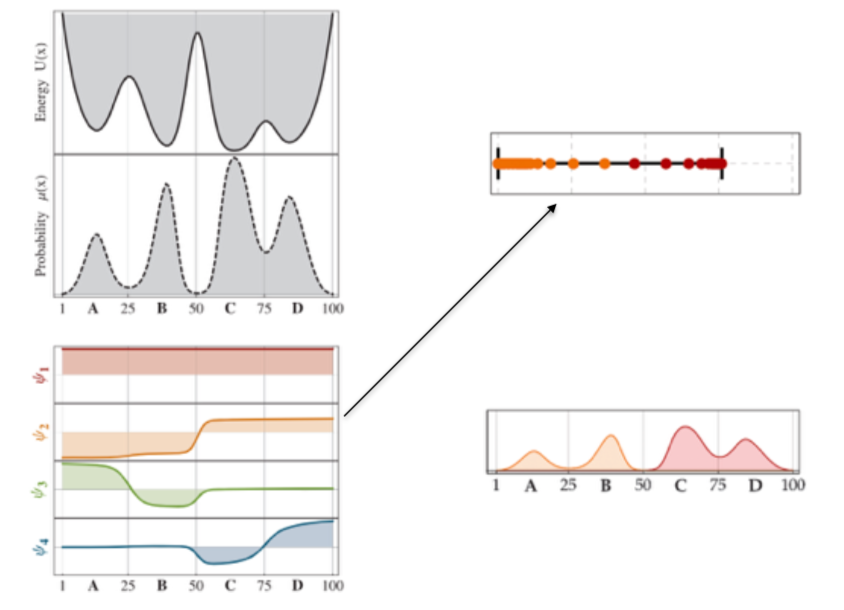 Energy U(x)
Probability μ(x)
1 A 25 B 50 C 75 D 100
ψ1
ψ2
ψ3
ψ4
1 A 25 B 50 C 75 D 100
1 A 25 B 50 C 75 D 100